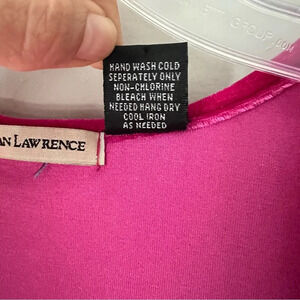 HAND WASH COLD
SEPERATELY ONLY
NON-CHLORINE
BLEACH WHEN
NEEDED HANG DRY
COOL IRON
AS NEEDED
AN LAWRENCE